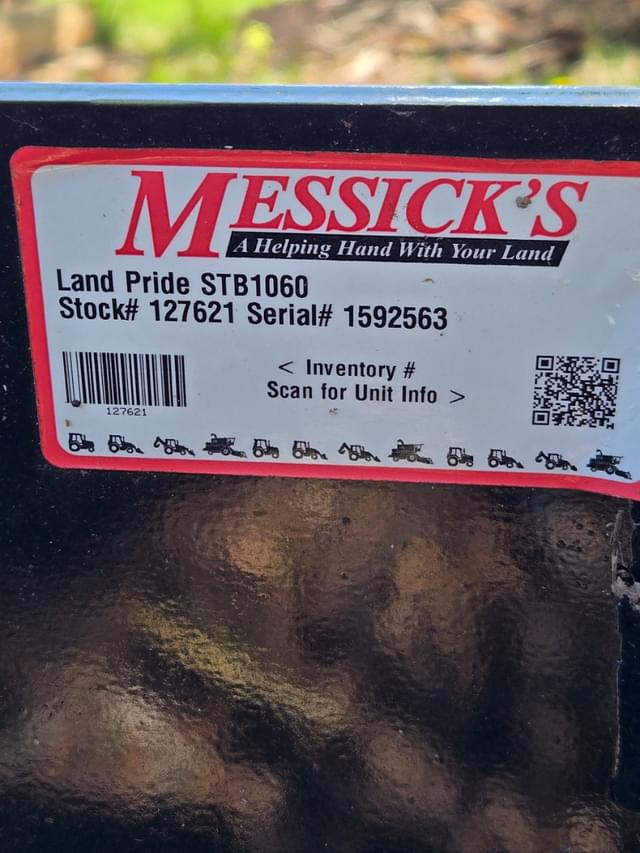 MESSICK'S
A Helping Hand With Your Land
Land Pride STB1060
Stock# 127621 Serial# 1592563
< Inventory #
Scan for Unit Info >
127621